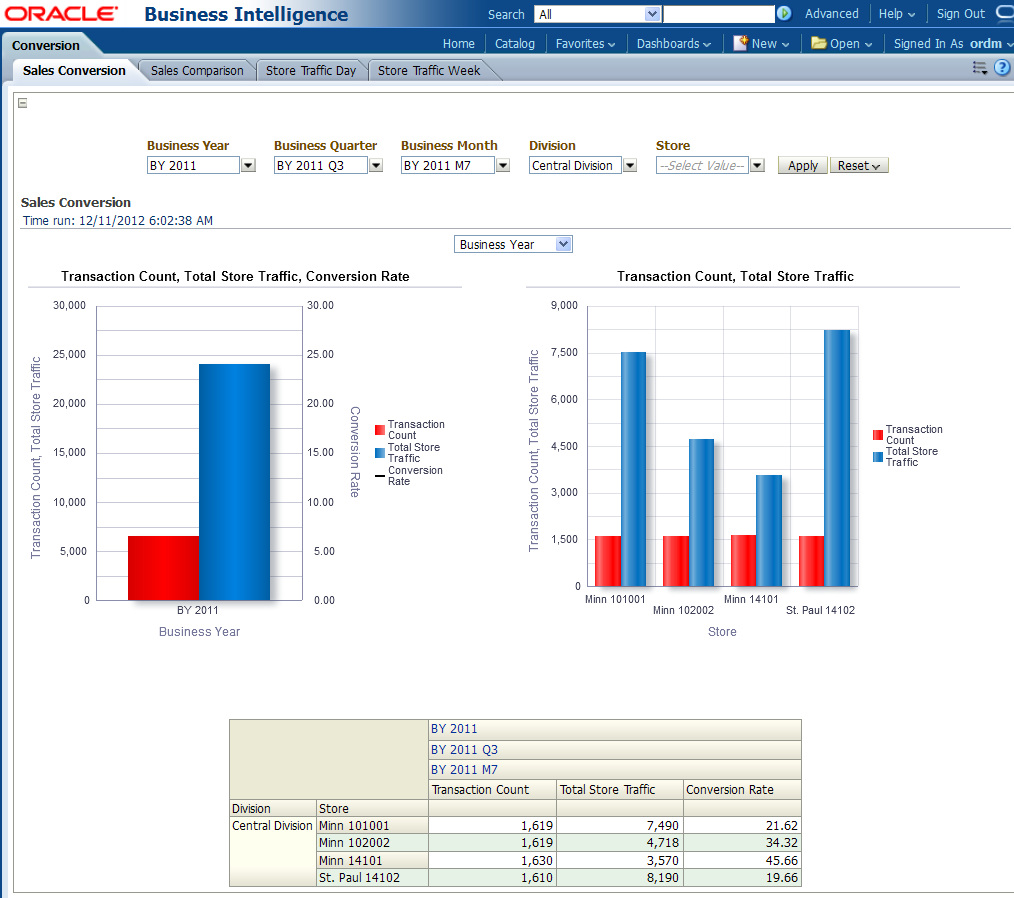 ORACLE Business Intelligence Search All Advanced Help Sign Out
Conversion Home Catalog Favorites Dashboards New Open Signed In As ordm
Sales Conversion Sales Comparison Store Traffic Day Store Traffic Week
Business Year Business Quarter Business Month Division Store
BY 2011 BY 2011 Q3 BY 2011 M7 Central Division --Select Value-- Apply Reset
Sales Conversion
Time run: 12/11/2012 6:02:38 AM
Business Year
Transaction Count, Total Store Traffic, Conversion Rate
Transaction Count, Total Store Traffic
30,000
25,000
20,000
15,000
10,000
5,000
0
30.00
25.00
20.00
15.00
10.00
5.00
0.00
Conversion Rate
BY 2011
Business Year
Transaction
Count
Total Store
Traffic
Conversion
Rate
Transaction Count, Total Store Traffic
Transaction Count, Total Store Traffic
9,000
7,500
6,000
4,500
3,000
1,500
0
Minn 101001
Minn 102002
Minn 14101
St. Paul 14102
Store
Transaction
Count
Total Store
Traffic
BY 2011
BY 2011 Q3
BY 2011 M7
Transaction Count Total Store Traffic Conversion Rate
Division Store
Central Division Minn 101001 1,619 7,490 21.62
Minn 102002 1,619 4,718 34.32
Minn 14101 1,630 3,570 45.66
St. Paul 14102 1,610 8,190 19.66